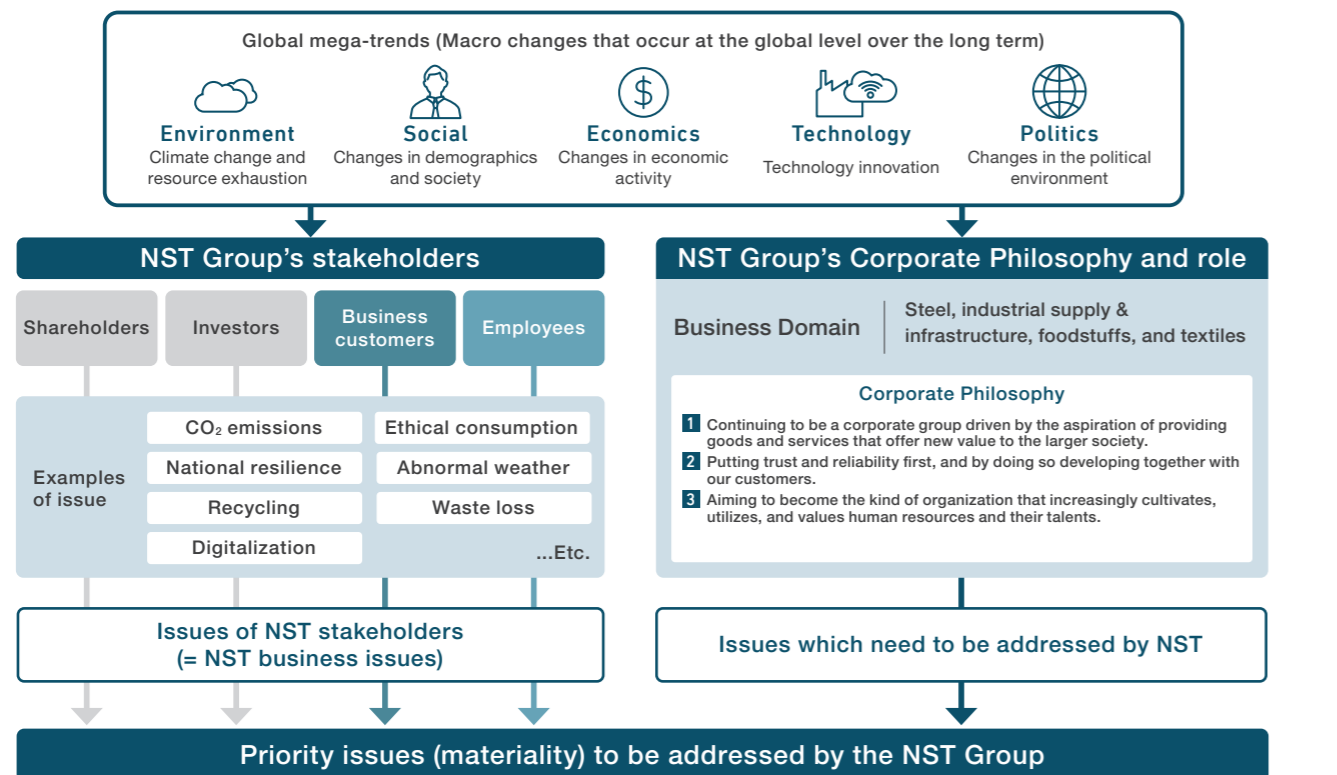 Global mega-trends (Macro changes that occur at the global level over the long term)
Environment
Climate change and
resource exhaustion
Social
Changes in demographics
and society
Economics
Changes in economic
activity
Technology
Technology innovation
Politics
Changes in the political
environment
NST Group's stakeholders
Shareholders
Investors
Business
customers
Employees
Examples
of issue
CO₂ emissions
Ethical consumption
National resilience
Abnormal weather
Recycling
Waste loss
Digitalization
...Etc.
Issues of NST stakeholders
(= NST business issues)
NST Group's Corporate Philosophy and role
Business Domain
Steel, industrial supply &
infrastructure, foodstuffs, and textiles
Corporate Philosophy
1 Continuing to be a corporate group driven by the aspiration of providing
goods and services that offer new value to the larger society.
2 Putting trust and reliability first, and by doing so developing together with
our customers.
3 Aiming to become the kind of organization that increasingly cultivates,
utilizes, and values human resources and their talents.
Issues which need to be addressed by NST
Priority issues (materiality) to be addressed by the NST Group